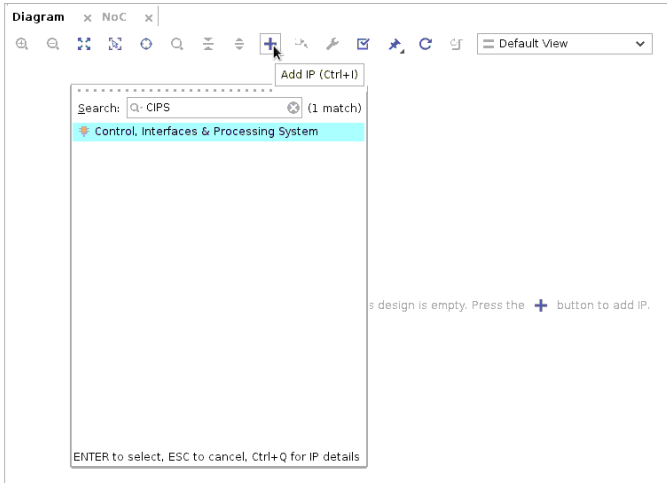 Diagram x NoC x
Default View
Add IP (Ctrl+I)
Search: CIPS (1 match)
Control, Interfaces & Processing System
s design is empty. Press the + button to add IP.
ENTER to select, ESC to cancel, Ctrl+Q for IP details